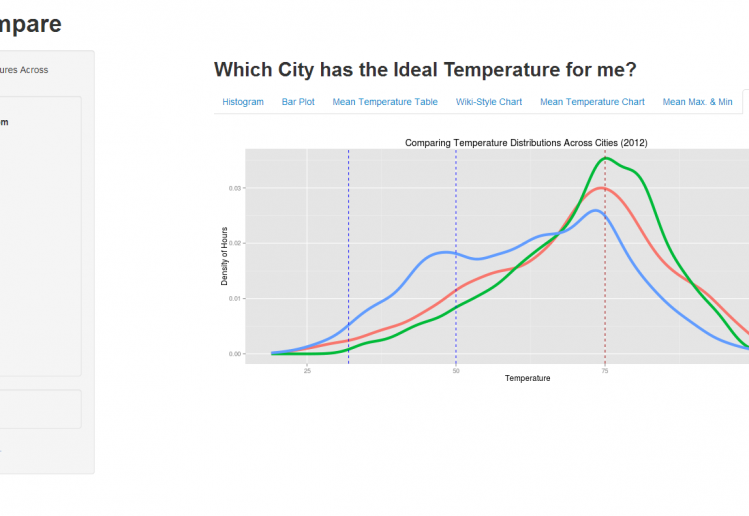 mpare
ures Across
m
Which City has the Ideal Temperature for me?
Histogram Bar Plot Mean Temperature Table Wiki-Style Chart Mean Temperature Chart Mean Max. & Min
Comparing Temperature Distributions Across Cities (2012)
Density of Hours
0.03
0.02
0.01
0.00
25 50 75
Temperature